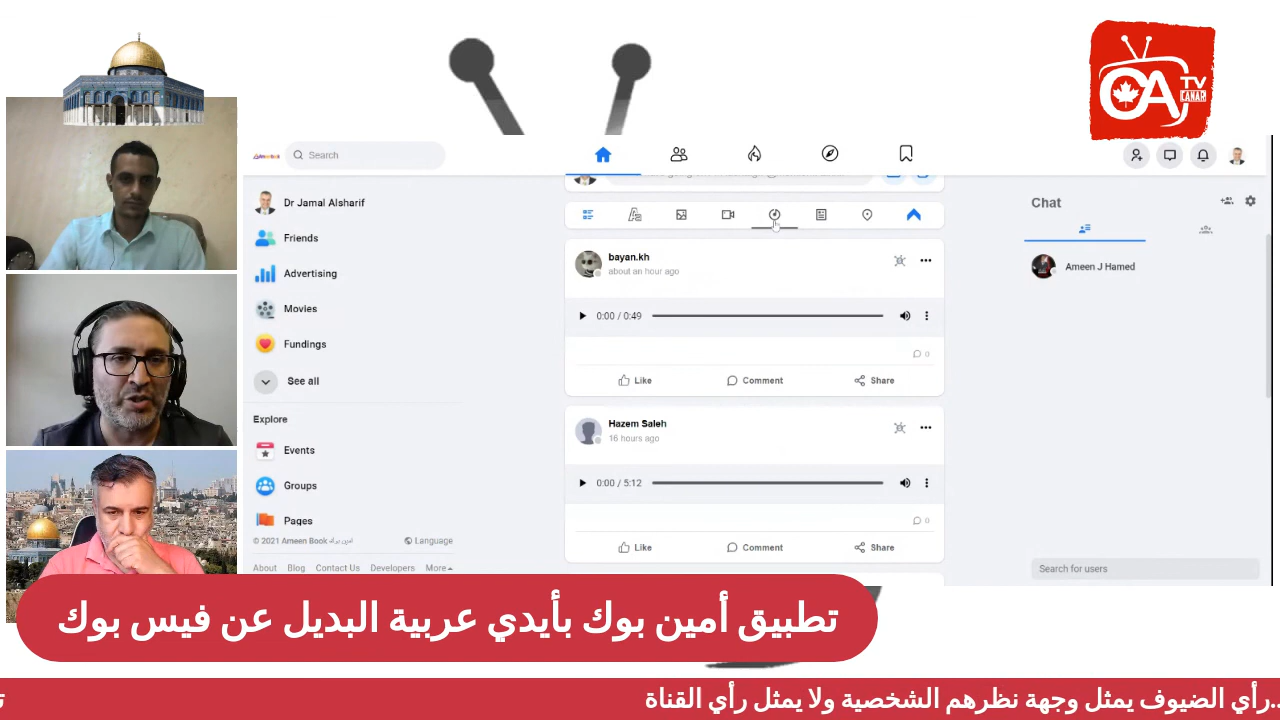 OA TV
CANAR
Search
Dr Jamal Alsharif
Friends
Advertising
Movies
Fundings
See all
Explore
Events
Groups
Pages
© 2021 Ameen Book امين بوك
Language
About Blog Contact Us Developers More
bayan.kh
about an hour ago
0:00 / 0:49
0
Like Comment Share
Hazem Saleh
16 hours ago
0:00 / 5:12
0
Like Comment Share
Chat
Ameen J Hamed
Search for users
تطبيق أمين بوك بأيدي عربية البديل عن فيس بوك
رأي الضيوف يمثل وجهة نظرهم الشخصية ولا يمثل رأي القناة